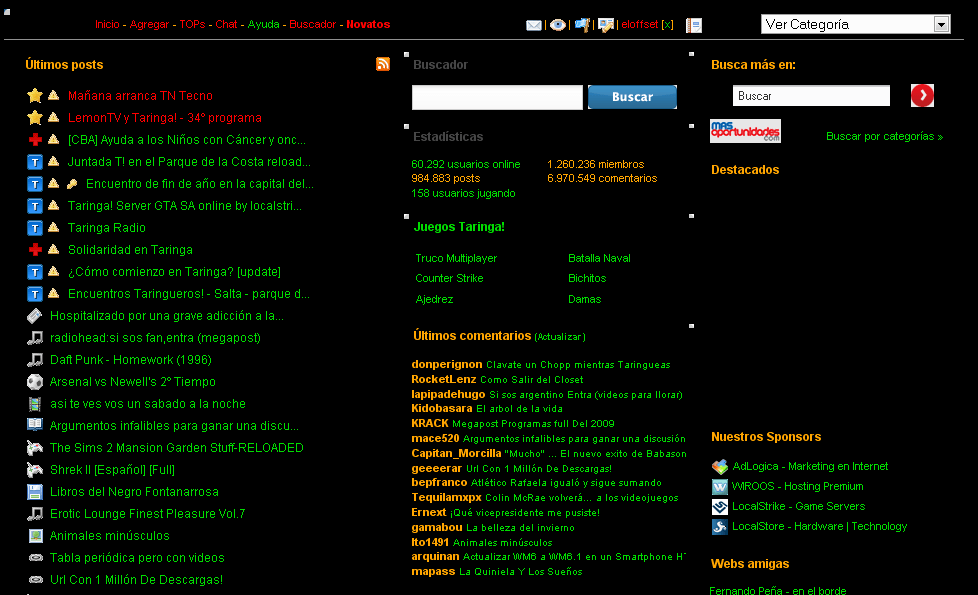 Inicio - Agregar - TOPs - Chat - Ayuda - Buscador - Novatos
eloffsel [x]
Ver Categoría
Últimos posts
Mañana arranca TN Tecno
LemonTV y Taringa! - 34º programa
[CBA] Ayuda a los Niños con Cáncer y onc...
Juntada T! en el Parque de la Costa reload...
Encuentro de fin de año en la capital del...
Taringa! Server GTA SA online by localstri...
Taringa Radio
Solidaridad en Taringa
¿Cómo comienzo en Taringa? [update]
Encuentros Taringueros! - Salta - parque d...
Hospitalizado por una grave adicción a la...
radiohead:si sos fan,entra (megapost)
Daft Punk - Homework (1996)
Arsenal vs Newell's 2º Tiempo
asi te ves vos un sabado a la noche
Argumentos infalibles para ganar una discu...
The Sims 2 Mansion Garden Stuff-RELOADED
Shrek II [Español] [Full]
Libros del Negro Fontanarrosa
Erotic Lounge Finest Pleasure Vol.7
Animales minúsculos
Tabla periódica pero con videos
Url Con 1 Millón De Descargas!
Buscador
Buscar
Estadísticas
60.292 usuarios online
1.260.236 miembros
984.883 posts
6.970.549 comentarios
158 usuarios jugando
Juegos Taringa!
Truco Multiplayer
Batalla Naval
Counter Strike
Bichitos
Ajedrez
Damas
Últimos comentarios (Actualizar)
donperignon Clavate un Chopp mientras Taringueas
RocketLenz Como Salir del Closet
lapipadehugo Si sos argentino Entra (videos para llorar)
Kidobasara El arbol de la vida
KRACK Megapost Programas full Del 2009
mace520 Argumentos infalibles para ganar una discusión
Capitan_Morcilla "Mucho" ... El nuevo exito de Babason
geeeerar Url Con 1 Millón De Descargas!
bepfranco Atlético Rafaela igualó y sigue sumando
Tequilamxpx Colin McRae volverá... a los videojuegos
Ernext ¡Qué vicepresidente me pusiste!
gamabou La belleza del invierno
lto1491 Animales minúsculos
arquinan Actualizar WM6 a WM6.1 en un Smartphone HT
mapass La Quiniela Y Los Sueños
Busca más en:
Buscar
MAS oportunidades .com
Buscar por categorías »
Destacados
Nuestros Sponsors
AdLogica - Marketing en Internet
WIROOS - Hosting Premium
LocalStrike - Game Servers
LocalStore - Hardware | Technology
Webs amigas
Fernando Peña - en el borde